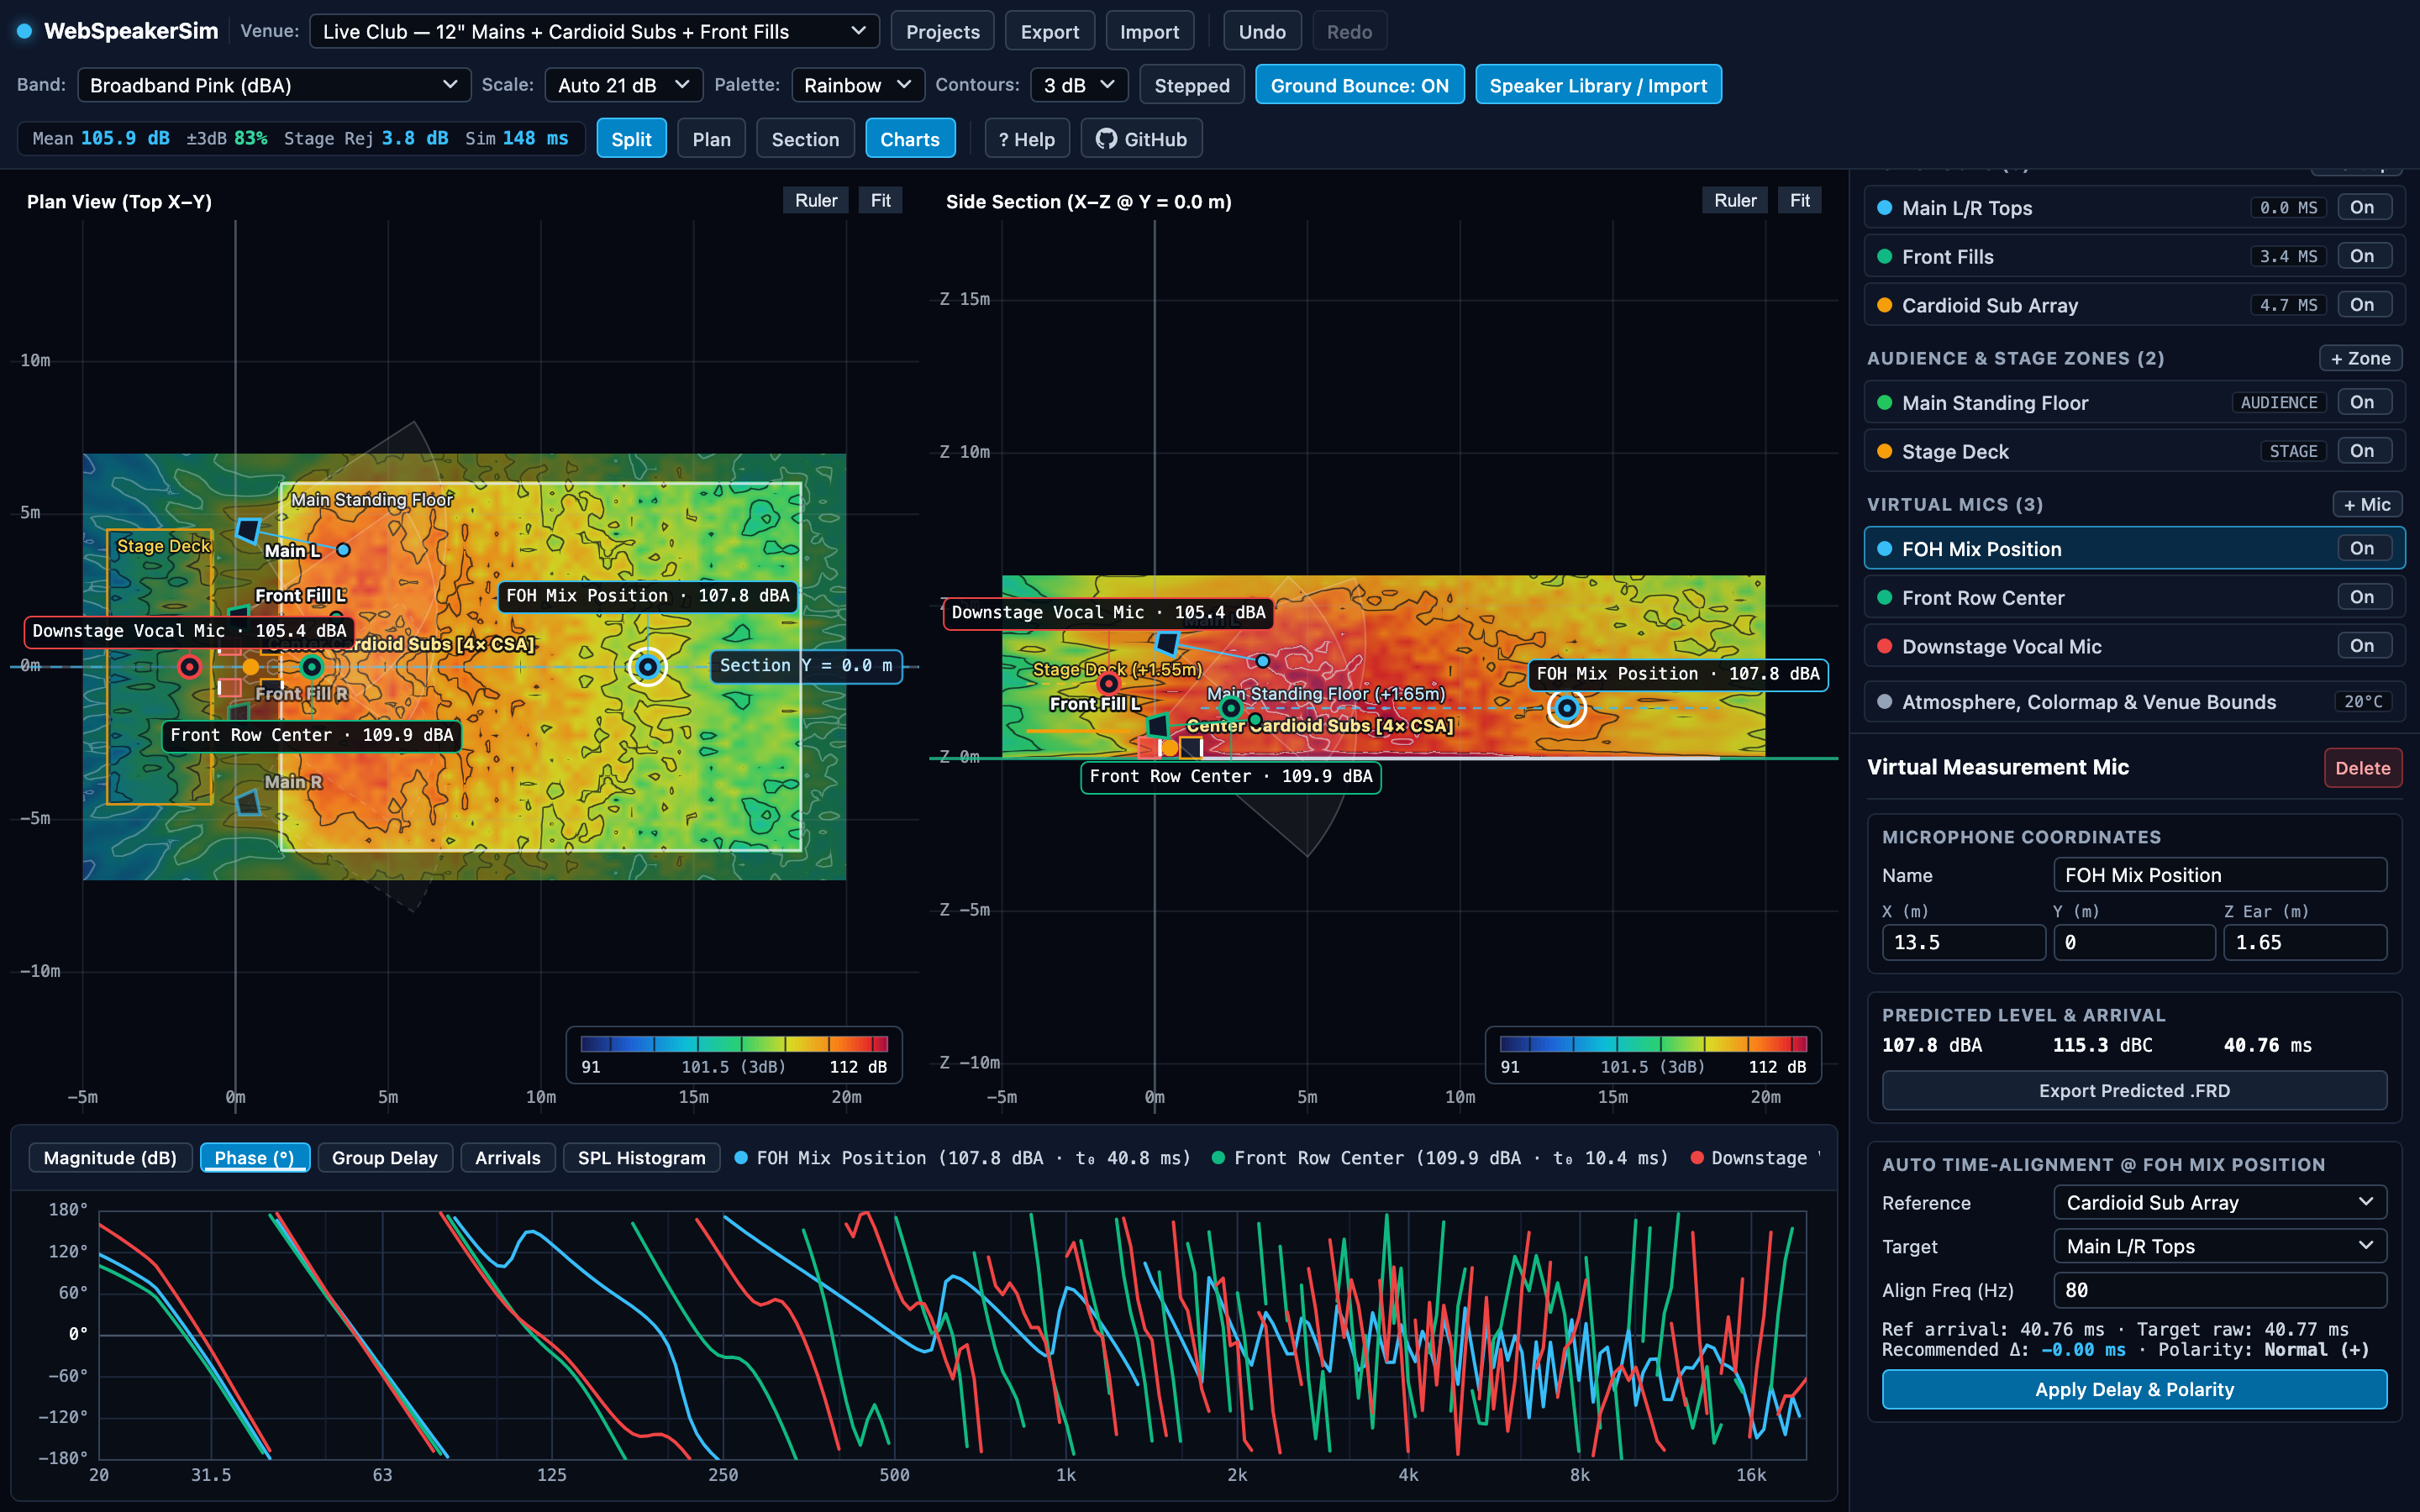 WebSpeakerSim Venue: Live Club — 12" Mains + Cardioid Subs + Front Fills Projects Export Import Undo Redo
Band: Broadband Pink (dBA) Scale: Auto 21 dB Palette: Rainbow Contours: 3 dB Stepped Ground Bounce: ON Speaker Library / Import
Mean 105.9 dB ±3dB 83% Stage Rej 3.8 dB Sim 148 ms Split Plan Section Charts ? Help GitHub
Plan View (Top X–Y) Ruler Fit
10m
5m
0m
−5m
−10m
Main Standing Floor
Stage Deck
Main L
Front Fill L
FOH Mix Position · 107.8 dBA
Downstage Vocal Mic · 105.4 dBA
Center Cardioid Subs [4× CSA]
Section Y = 0.0 m
Front Fill R
Front Row Center · 109.9 dBA
Main R
91 101.5 (3dB) 112 dB
−5m 0m 5m 10m 15m 20m
Side Section (X–Z @ Y = 0.0 m) Ruler Fit
Z 15m
Z 10m
Downstage Vocal Mic · 105.4 dBA
Main L
Stage Deck (+1.55m)
FOH Mix Position · 107.8 dBA
Main Standing Floor (+1.65m)
Front Fill L
Center Cardioid Subs [4× CSA]
Z 0m
Front Row Center · 109.9 dBA
Z −5m
Z −10m
91 101.5 (3dB) 112 dB
−5m 0m 5m 10m 15m 20m
Magnitude (dB) Phase (°) Group Delay Arrivals SPL Histogram FOH Mix Position (107.8 dBA · t₀ 40.8 ms) Front Row Center (109.9 dBA · t₀ 10.4 ms) Downstage
180°
120°
60°
0°
−60°
−120°
−180°
20 31.5 63 125 250 500 1k 2k 4k 8k 16k
Main L/R Tops 0.0 MS On
Front Fills 3.4 MS On
Cardioid Sub Array 4.7 MS On
AUDIENCE & STAGE ZONES (2) + Zone
Main Standing Floor AUDIENCE On
Stage Deck STAGE On
VIRTUAL MICS (3) + Mic
FOH Mix Position On
Front Row Center On
Downstage Vocal Mic On
Atmosphere, Colormap & Venue Bounds 20°C
Virtual Measurement Mic Delete
MICROPHONE COORDINATES
Name FOH Mix Position
X (m) Y (m) Z Ear (m)
13.5 0 1.65
PREDICTED LEVEL & ARRIVAL
107.8 dBA 115.3 dBC 40.76 ms
Export Predicted .FRD
AUTO TIME-ALIGNMENT @ FOH MIX POSITION
Reference Cardioid Sub Array
Target Main L/R Tops
Align Freq (Hz) 80
Ref arrival: 40.76 ms · Target raw: 40.77 ms
Recommended Δ: −0.00 ms · Polarity: Normal (+)
Apply Delay & Polarity